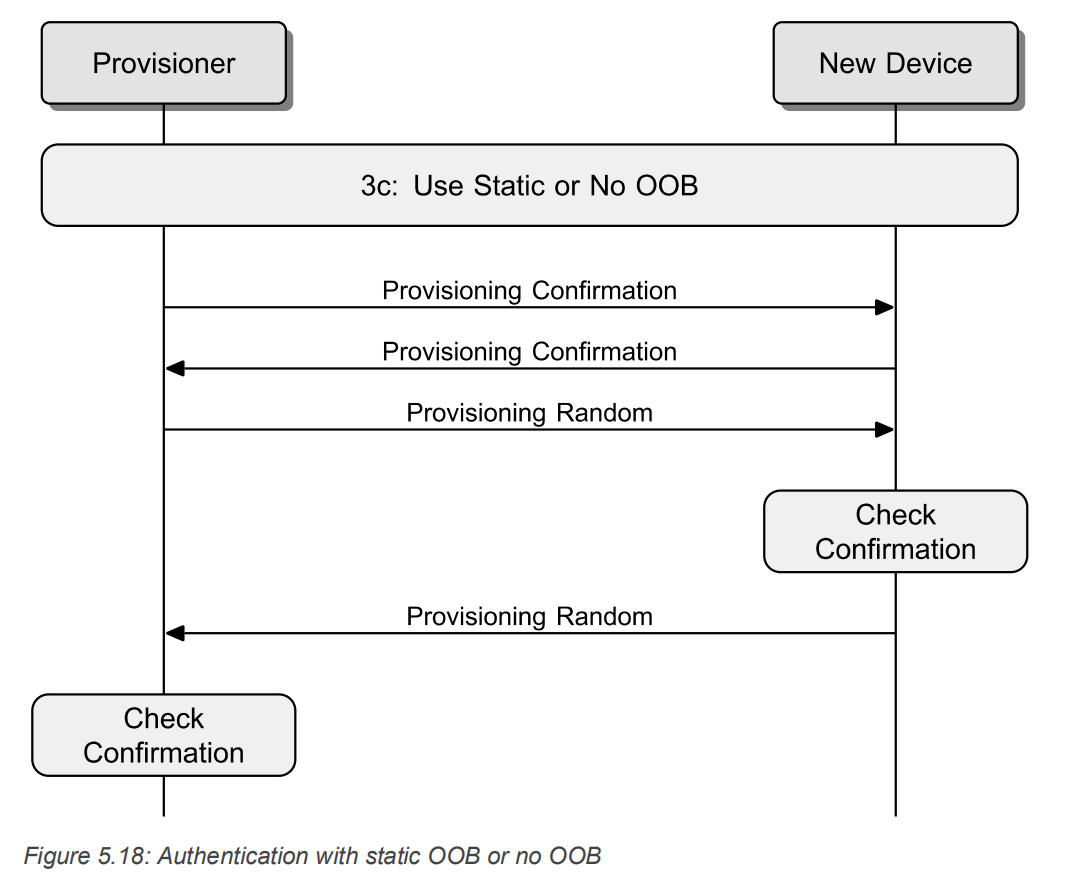 Provisioner
New Device
3c: Use Static or No OOB
Provisioning Confirmation
Provisioning Confirmation
Provisioning Random
Check
Confirmation
Provisioning Random
Check
Confirmation
Figure 5.18: Authentication with static OOB or no OOB